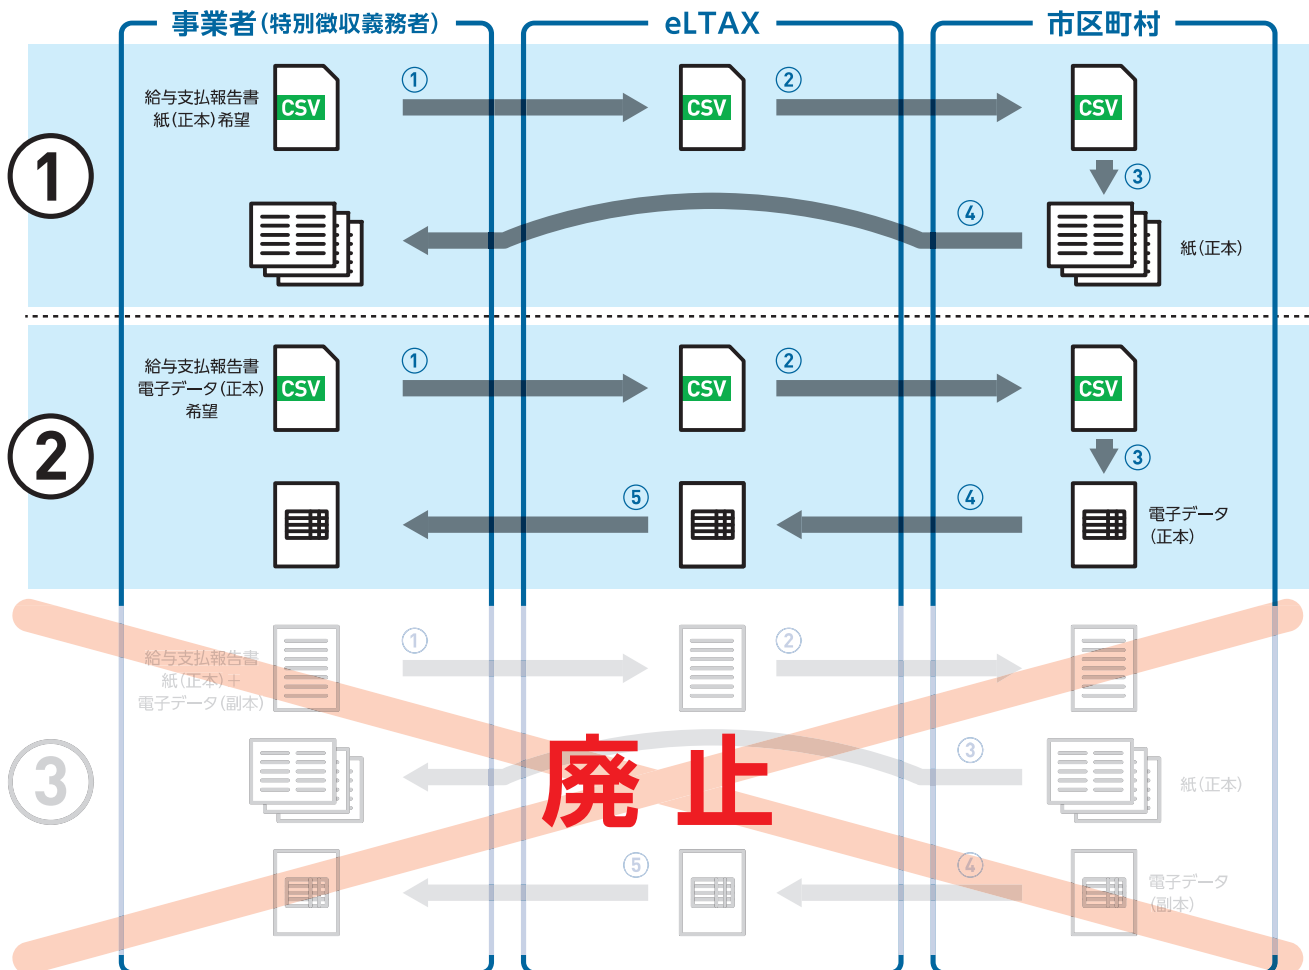 事業者(特別徴収義務者)
eLTAX
市区町村
①
給与支払報告書
紙(正本)希望
CSV
①
CSV
②
CSV
③
④
紙(正本)
②
給与支払報告書
電子データ(正本)
希望
CSV
①
CSV
②
CSV
③
⑤
④
電子データ
(正本)
③
給与支払報告書
紙(正本)+
電子データ(副本)
①
②
廃止
③
紙(正本)
⑤
④
電子データ
(副本)